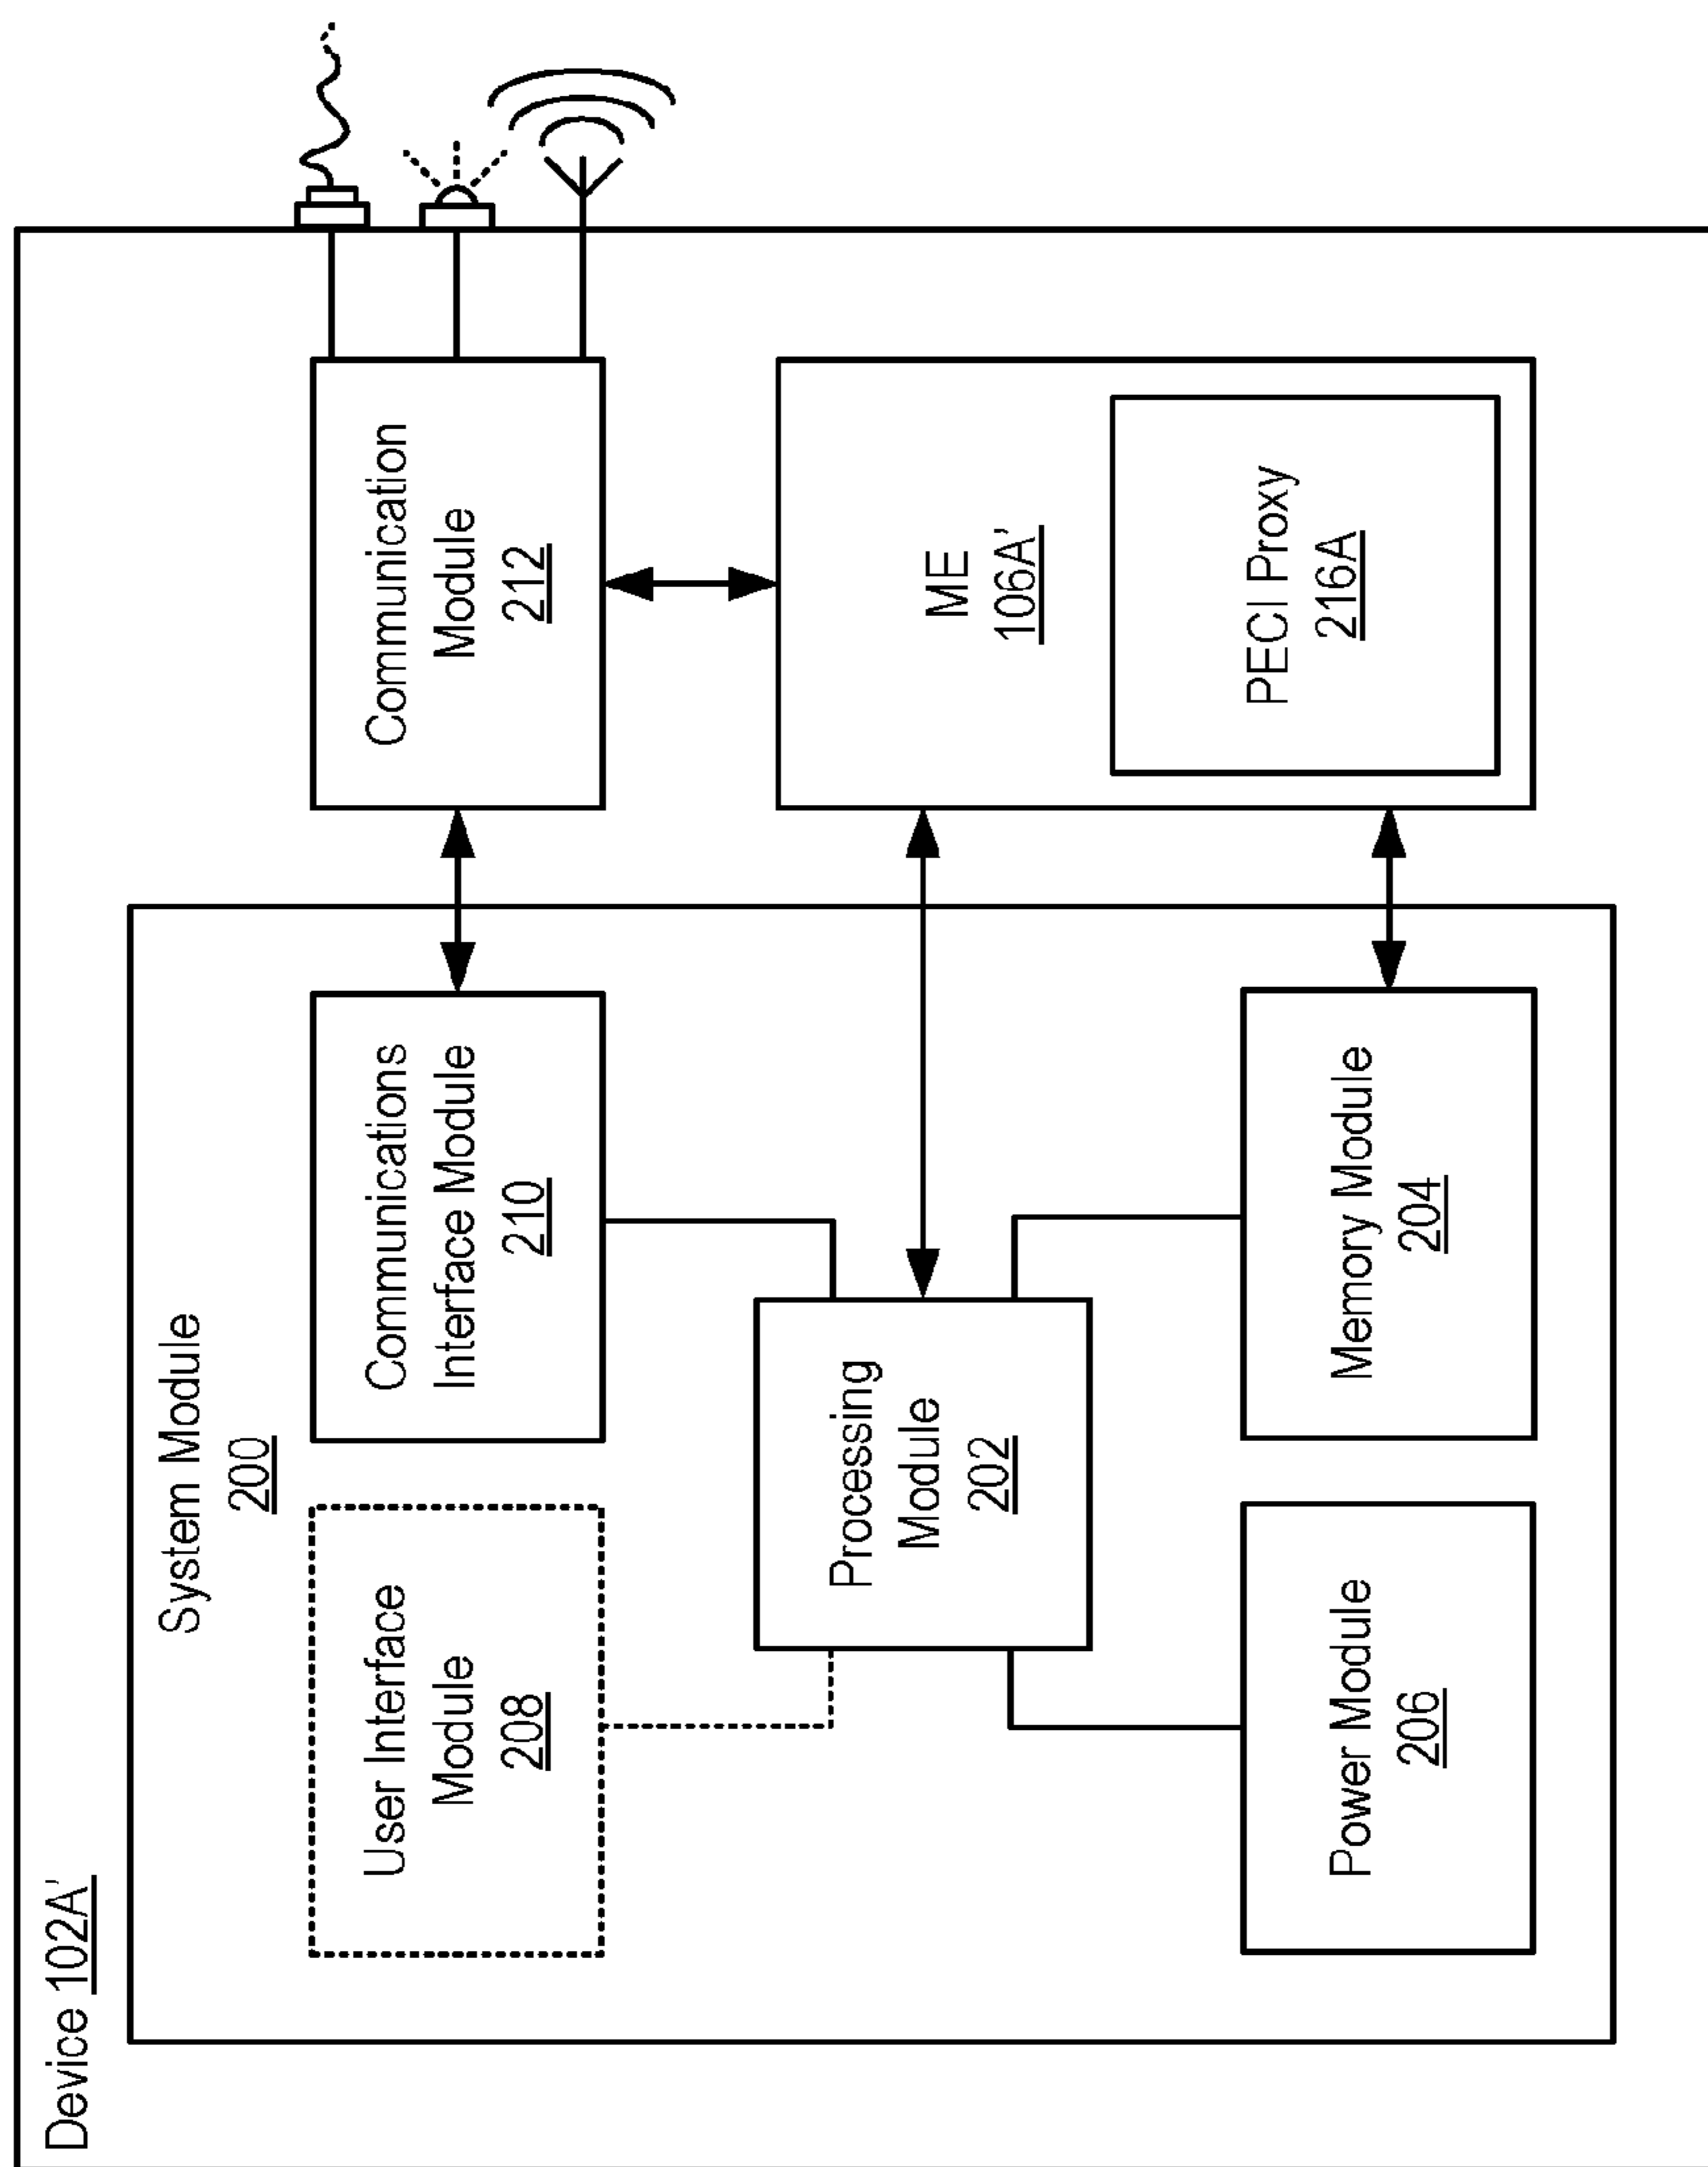 Device 102A'
System Module
200
User Interface
Module
208
Communications
Interface Module
210
Communication
Module
212
Processing
Module
202
ME
106A'
PECI Proxy
216A
Power Module
206
Memory Module
204